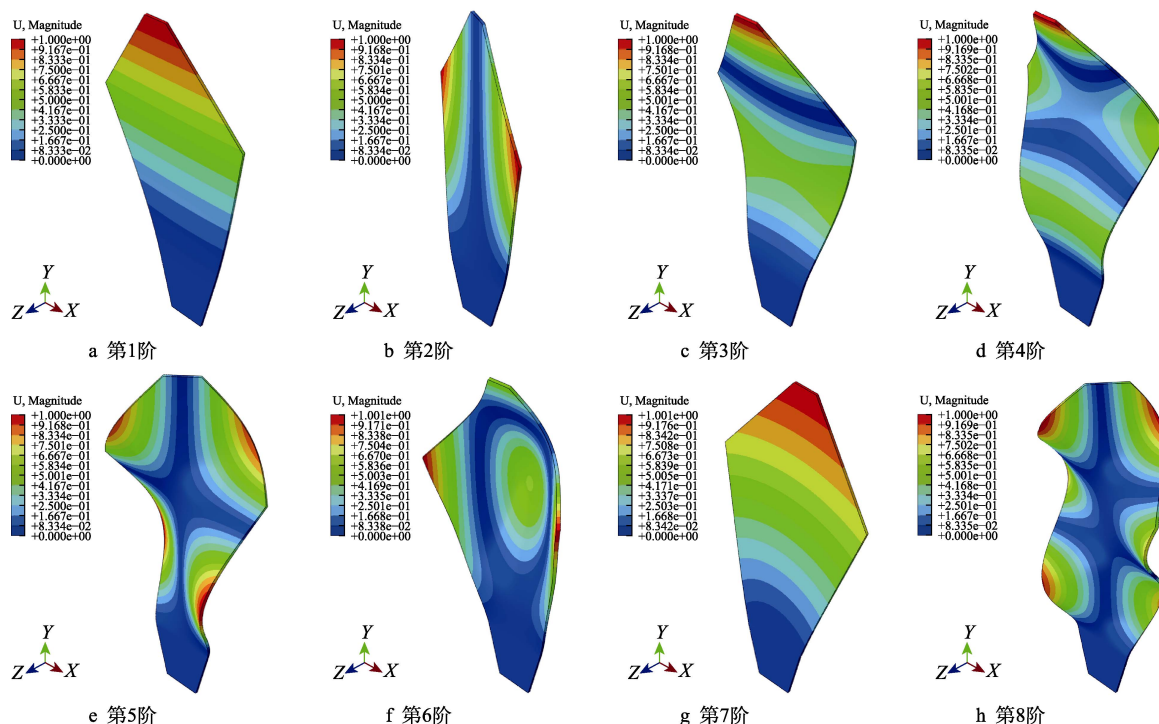 U, Magnitude
+1.000e+00
+9.167e−01
+8.333e−01
+7.500e−01
+6.667e−01
+5.833e−01
+5.000e−01
+4.167e−01
+3.333e−01
+2.500e−01
+1.667e−01
+8.333e−02
+0.000e+00
Y
Z
X
a 第1阶
U, Magnitude
+1.000e+00
+9.168e−01
+8.334e−01
+7.501e−01
+6.667e−01
+5.834e−01
+5.000e−01
+4.167e−01
+3.334e−01
+2.500e−01
+1.667e−01
+8.334e−02
+0.000e+00
Y
Z
X
b 第2阶
U, Magnitude
+1.000e+00
+9.168e−01
+8.334e−01
+7.501e−01
+6.667e−01
+5.834e−01
+5.001e−01
+4.167e−01
+3.334e−01
+2.500e−01
+1.667e−01
+8.334e−02
+0.000e+00
Y
Z
X
c 第3阶
U, Magnitude
+1.000e+00
+9.169e−01
+8.335e−01
+7.502e−01
+6.668e−01
+5.835e−01
+5.001e−01
+4.168e−01
+3.334e−01
+2.501e−01
+1.667e−01
+8.335e−02
+0.000e+00
Y
Z
X
d 第4阶
U, Magnitude
+1.000e+00
+9.168e−01
+8.334e−01
+7.501e−01
+6.667e−01
+5.834e−01
+5.001e−01
+4.167e−01
+3.334e−01
+2.500e−01
+1.667e−01
+8.334e−02
+0.000e+00
Y
Z
X
e 第5阶
U, Magnitude
+1.001e+00
+9.171e−01
+8.338e−01
+7.504e−01
+6.670e−01
+5.836e−01
+5.003e−01
+4.169e−01
+3.335e−01
+2.501e−01
+1.668e−01
+8.338e−02
+0.000e+00
Y
Z
X
f 第6阶
U, Magnitude
+1.001e+00
+9.176e−01
+8.342e−01
+7.508e−01
+6.673e−01
+5.839e−01
+5.005e−01
+4.171e−01
+3.337e−01
+2.503e−01
+1.668e−01
+8.342e−02
+0.000e+00
Y
Z
X
g 第7阶
U, Magnitude
+1.000e+00
+9.169e−01
+8.335e−01
+7.502e−01
+6.668e−01
+5.835e−01
+5.001e−01
+4.168e−01
+3.334e−01
+2.501e−01
+1.667e−01
+8.335e−02
+0.000e+00
Y
Z
X
h 第8阶